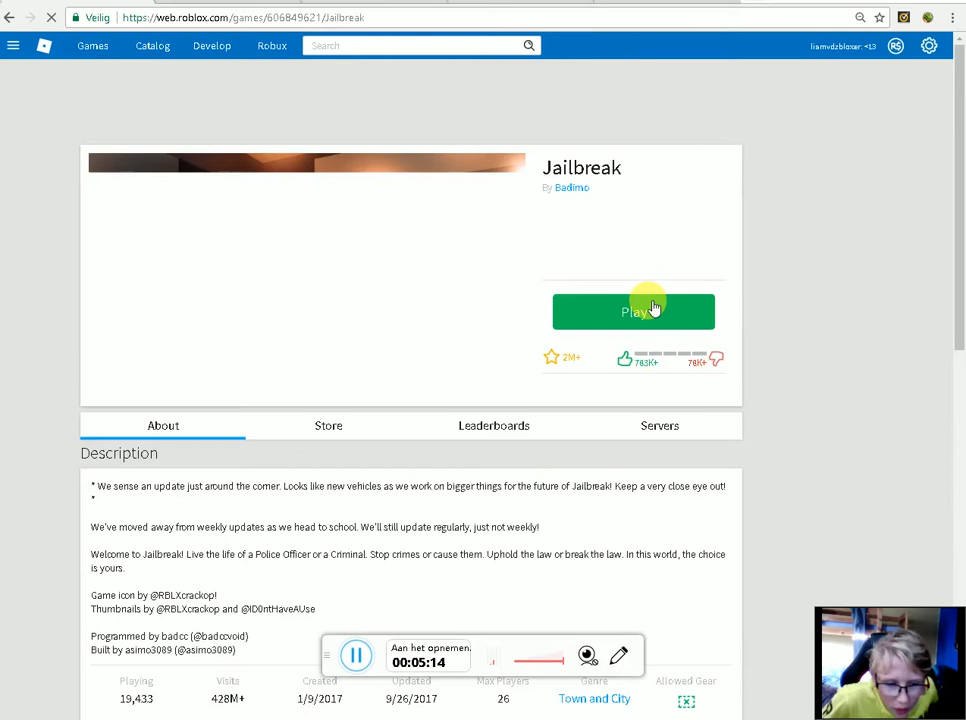 Veilig https://web.roblox.com/games/606849621/Jailbreak
Games Catalog Develop Robux Search liamvdzbloxer: <13 R$
Jailbreak
By Badimo
Play
2M+ 783K+ 78K+
About Store Leaderboards Servers
Description
* We sense an update just around the corner. Looks like new vehicles as we work on bigger things for the future of Jailbreak! Keep a very close eye out!
*
We've moved away from weekly updates as we head to school. We'll still update regularly, just not weekly!
Welcome to Jailbreak! Live the life of a Police Officer or a Criminal. Stop crimes or cause them. Uphold the law or break the law. In this world, the choice
is yours.
Game icon by @RBLXcrackop!
Thumbnails by @RBLXcrackop and @ID0ntHaveAUse
Programmed by badcc (@badccvoid)
Built by asimo3089 (@asimo3089)
Aan het opnemen.
00:05:14
Playing Visits Created Updated Max Players Genre Allowed Gear
19,433 428M+ 1/9/2017 9/26/2017 26 Town and City